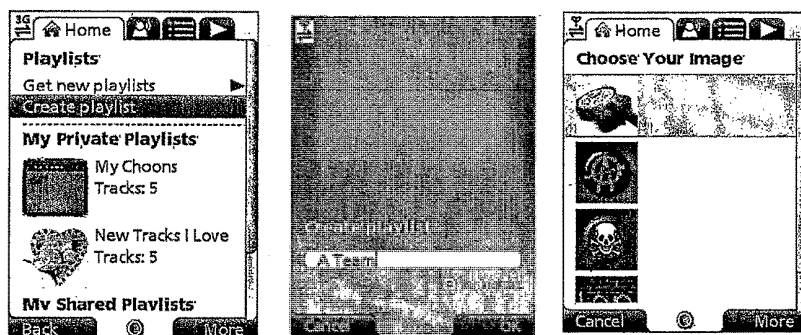 3G
Home
Playlists
Get new playlists
Create playlist
My Private Playlists
My Choons
Tracks: 5
New Tracks I Love
Tracks: 5
My Shared Playlists
Back
More
Create playlist
A Team
Cancel
OK
Home
Choose Your Image
Cancel
More